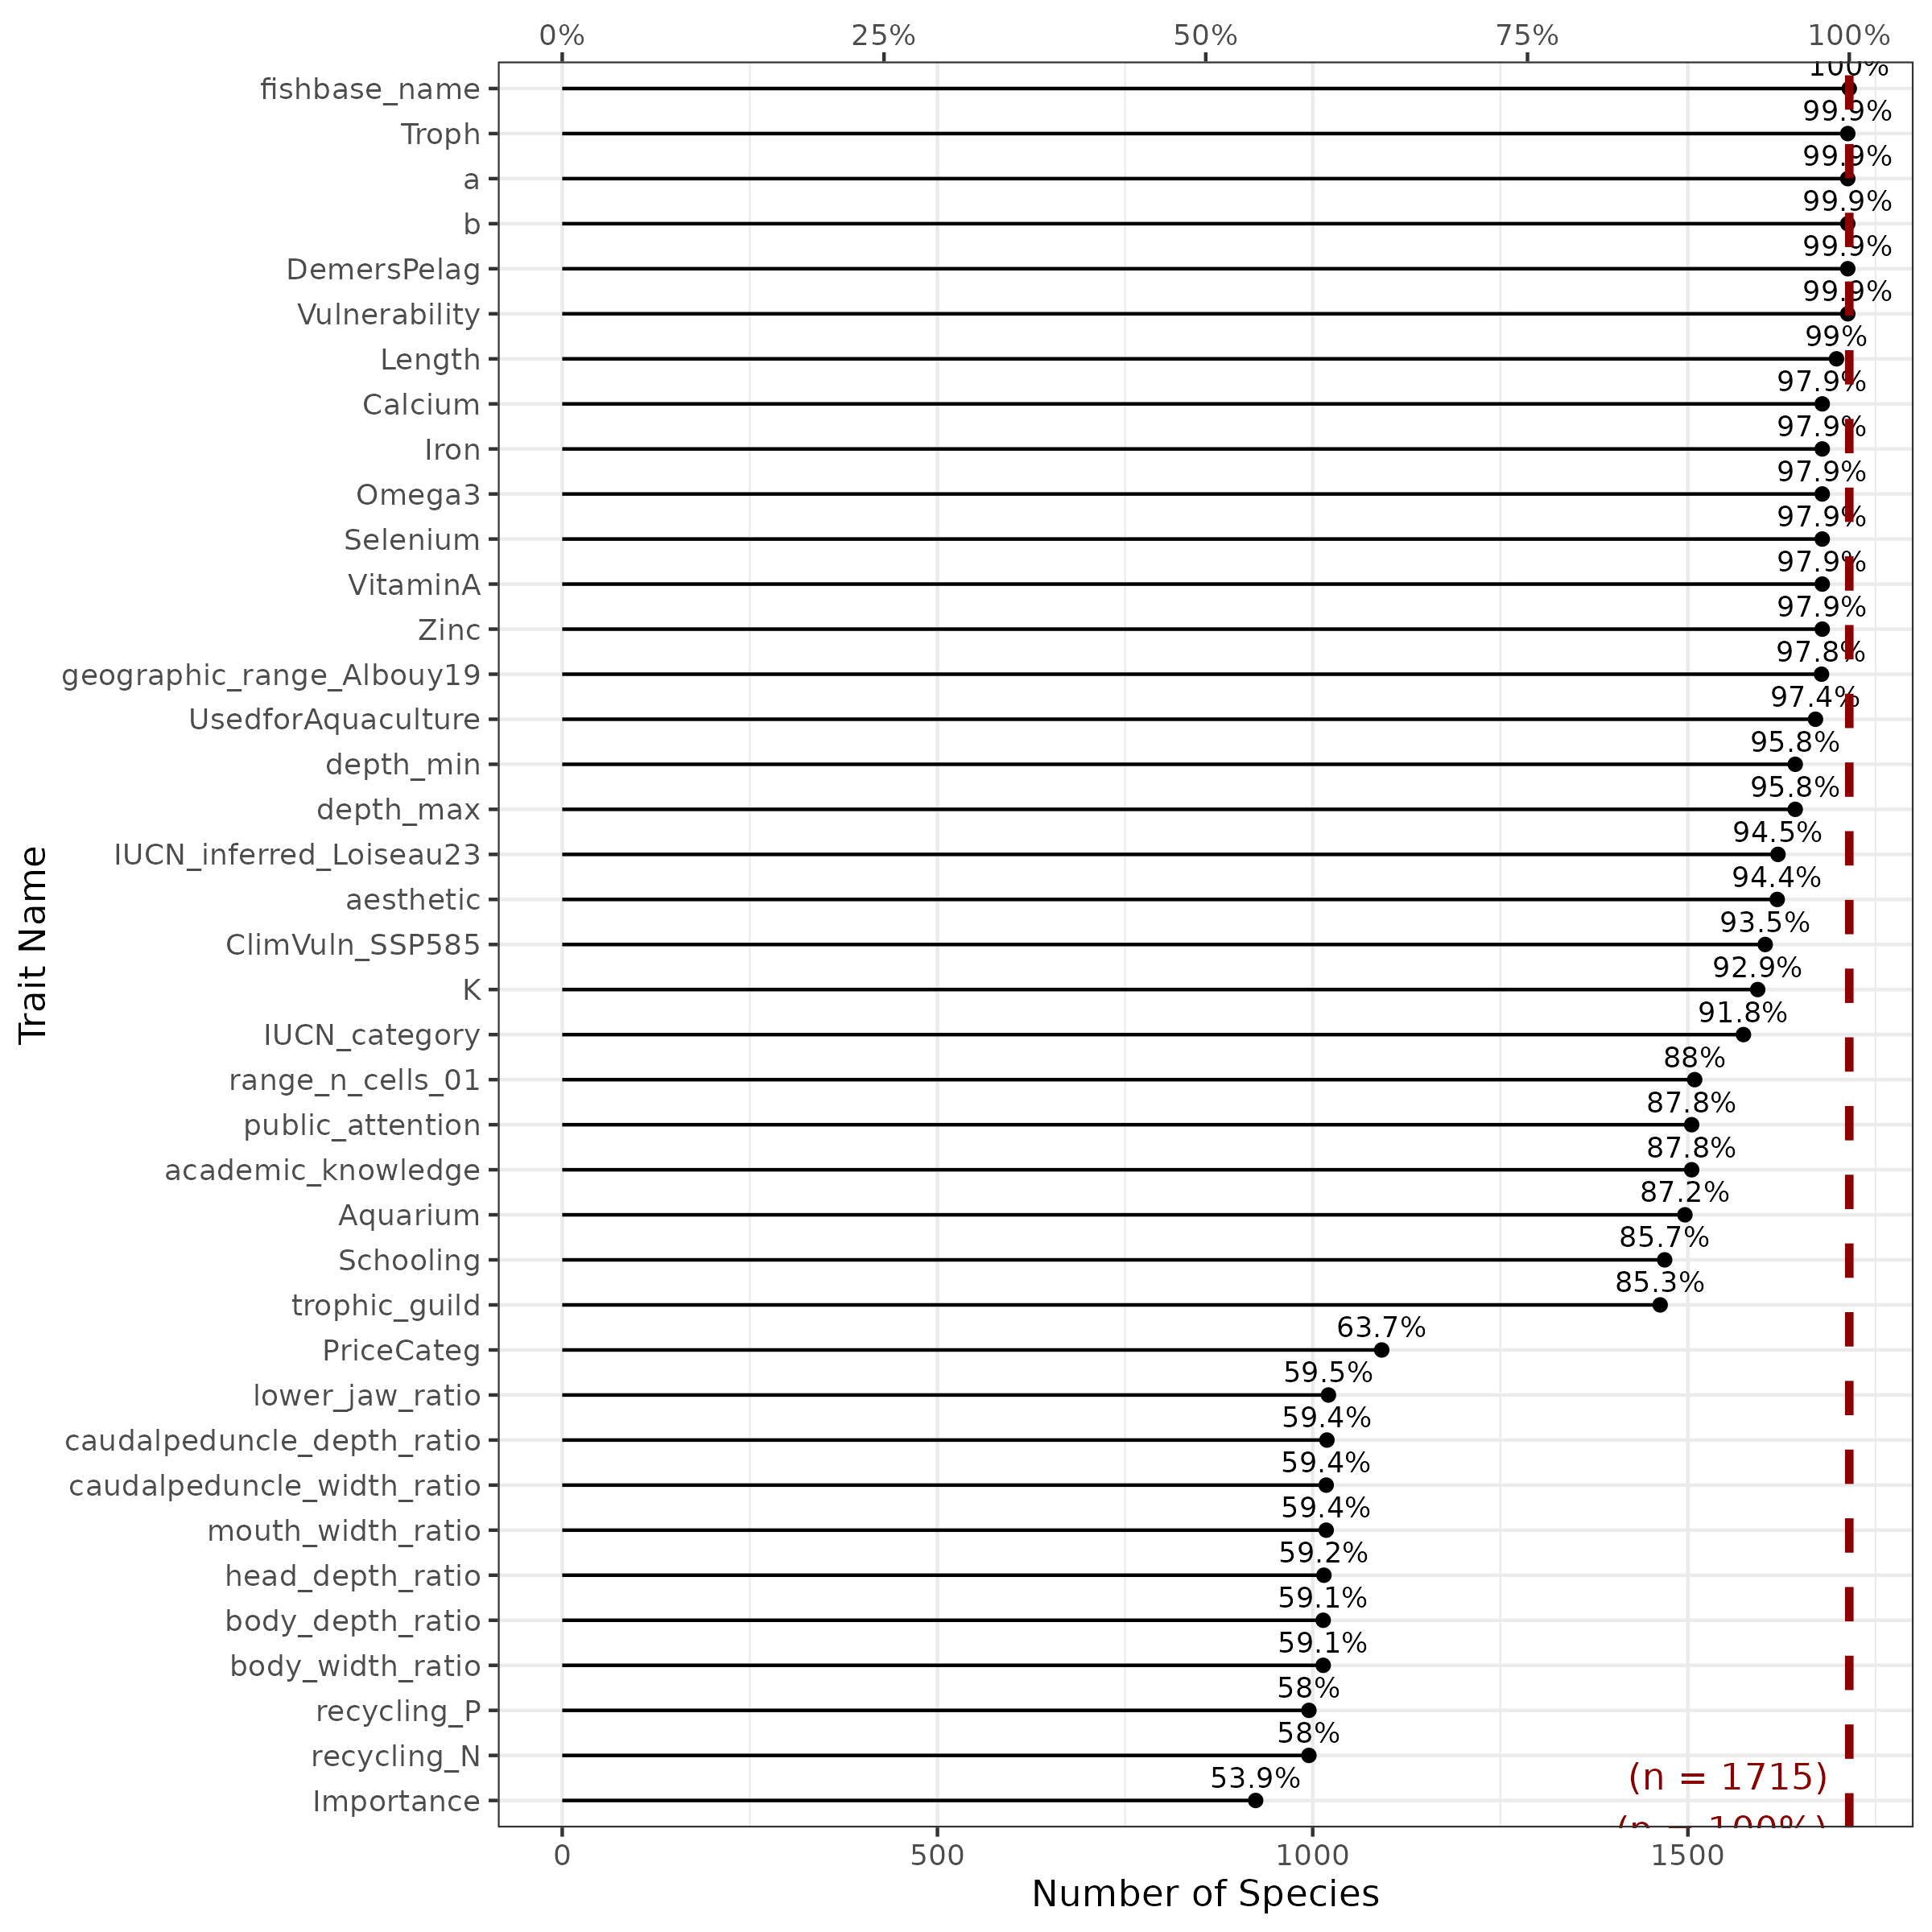 0% 25% 50% 75% 100%
fishbase_name 100%
Troph 99.9%
a 99.9%
b 99.9%
DemersPelag 99.9%
Vulnerability 99.9%
Length 99%
Calcium 97.9%
Iron 97.9%
Omega3 97.9%
Selenium 97.9%
VitaminA 97.9%
Zinc 97.9%
geographic_range_Albouy19 97.8%
UsedforAquaculture 97.4%
depth_min 95.8%
depth_max 95.8%
IUCN_inferred_Loiseau23 94.5%
aesthetic 94.4%
ClimVuln_SSP585 93.5%
K 92.9%
IUCN_category 91.8%
range_n_cells_01 88%
public_attention 87.8%
academic_knowledge 87.8%
Aquarium 87.2%
Schooling 85.7%
trophic_guild 85.3%
PriceCateg 63.7%
lower_jaw_ratio 59.5%
caudalpeduncle_depth_ratio 59.4%
caudalpeduncle_width_ratio 59.4%
mouth_width_ratio 59.4%
head_depth_ratio 59.2%
body_depth_ratio 59.1%
body_width_ratio 59.1%
recycling_P 58%
recycling_N 58%
Importance 53.9%
(n = 1715)
(n = 100%)
0 500 1000 1500
Number of Species
Trait Name